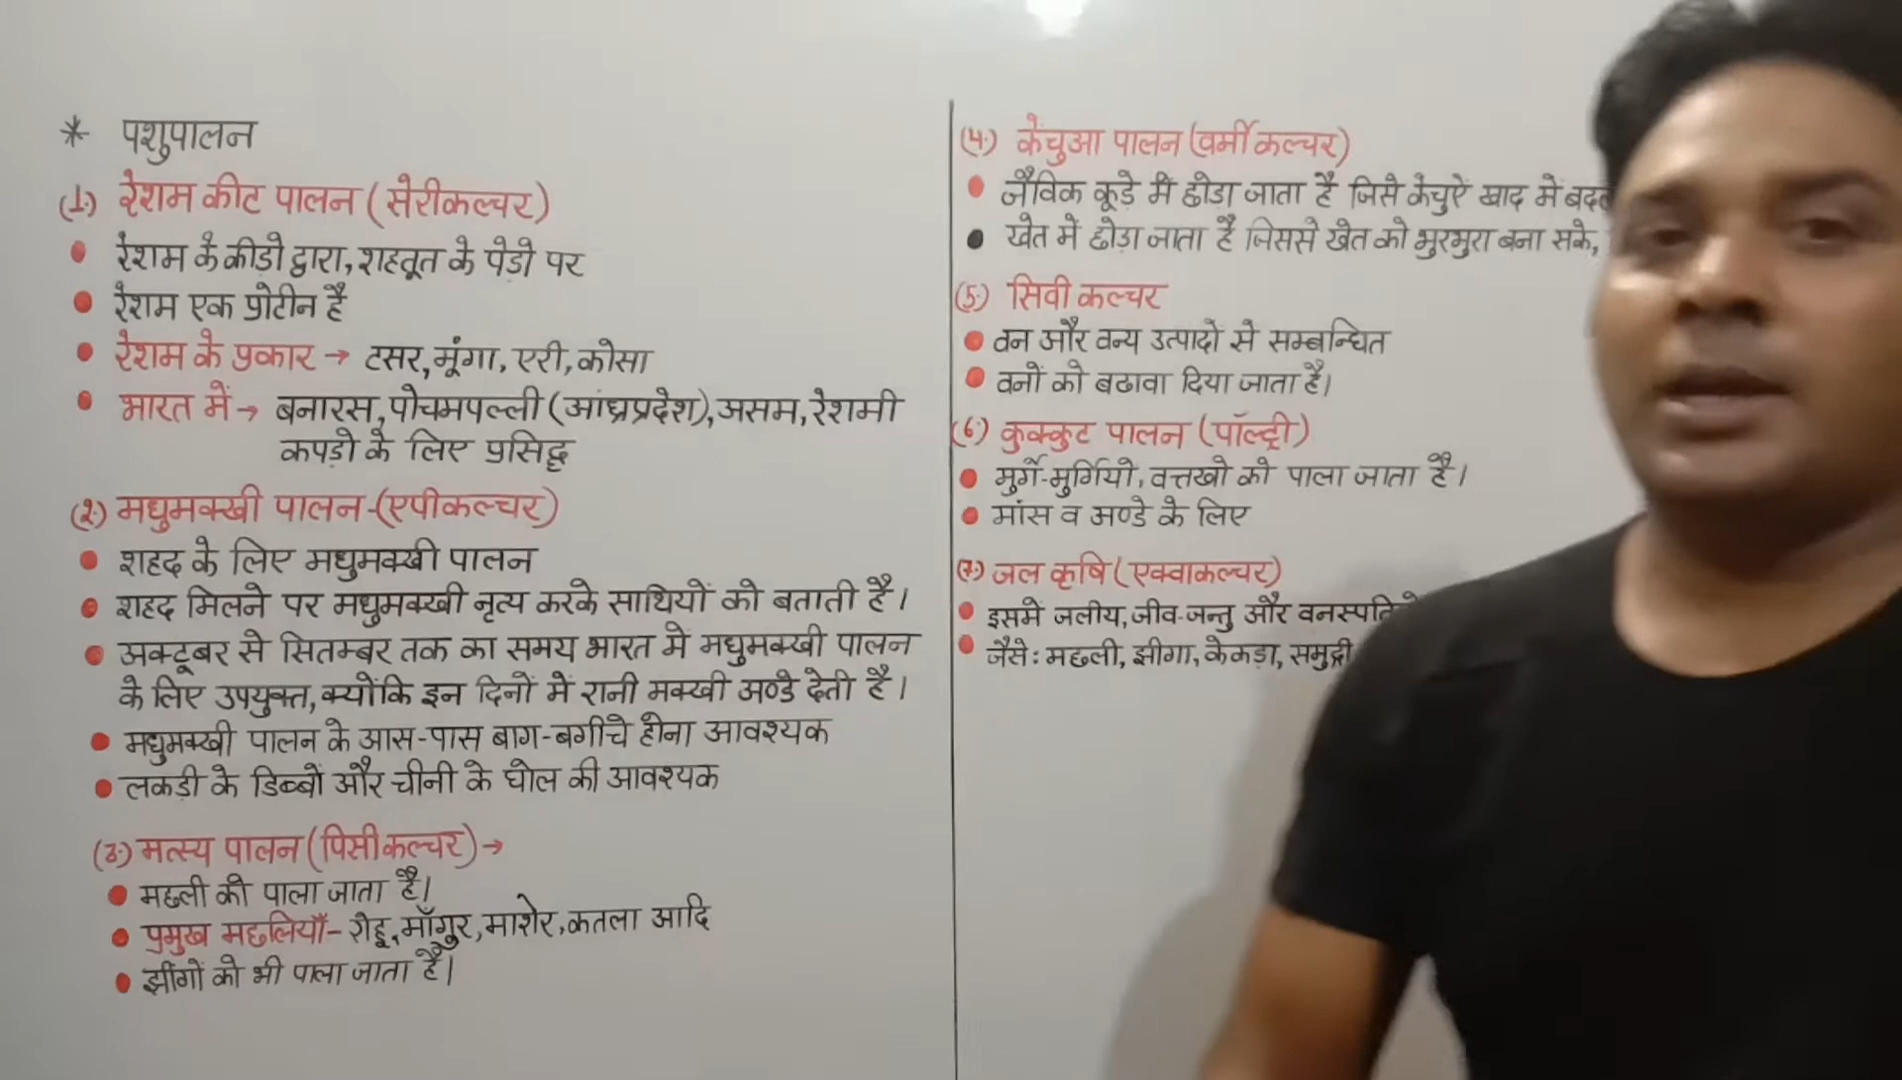 * पशुपालन
(1.) रेशम कीट पालन (सेरीकल्चर)
• रेशम के कीडो द्वारा, शहतूत के पेडो पर
• रेशम एक प्रोटीन है
• रेशम के प्रकार → टसर, मूंगा, एरी, कोसा
• भारत में → बनारस, पोचमपल्ली (आंध्रप्रदेश), असम, रेशमी
कपड़ो के लिए प्रसिद्ध
(2.) मधुमक्खी पालन-(एपीकल्चर)
• शहद के लिए मधुमक्खी पालन
• शहद मिलने पर मधुमक्खी नृत्य करके साथियों को बताती है।
• अक्टूबर से सितम्बर तक का समय भारत मे मधुमक्खी पालन
के लिए उपयुक्त, क्योंकि इन दिनों में रानी मक्खी अण्डे देती है।
• मधुमक्खी पालन के आस-पास बाग-बगीचे होना आवश्यक
• लकड़ी के डिब्बों और चीनी के घोल की आवश्यक
(3.) मत्स्य पालन (पिसीकल्चर) →
• मछली को पाला जाता है।
• प्रमुख मछलियाँ- रोहू, माँगुर, माशेर, कतला आदि
• झींगों को भी पाला जाता है।
(4.) केंचुआ पालन (वर्मी कल्चर)
• जैविक कूड़े में छोडा जाता है जिसे केंचुऐं खाद में
• खेत में छोड़ा जाता है जिससे खेत को भुरभुरा बना सके,
(5.) सिवी कल्चर
• वन और वन्य उत्पादो से सम्बन्धित
• वनों को बढावा दिया जाता है।
(6.) कुक्कुट पालन (पॉल्ट्री)
• मुर्गे-मुर्गियो, वत्तखो को पाला जाता है।
• मांस व अण्डे के लिए
(7.) जल कृषि (एक्वाकल्चर)
• इसमें जलीय, जीव-जन्तु और
• जैसे: मछली, झींगा, केकड़ा, समुद्री